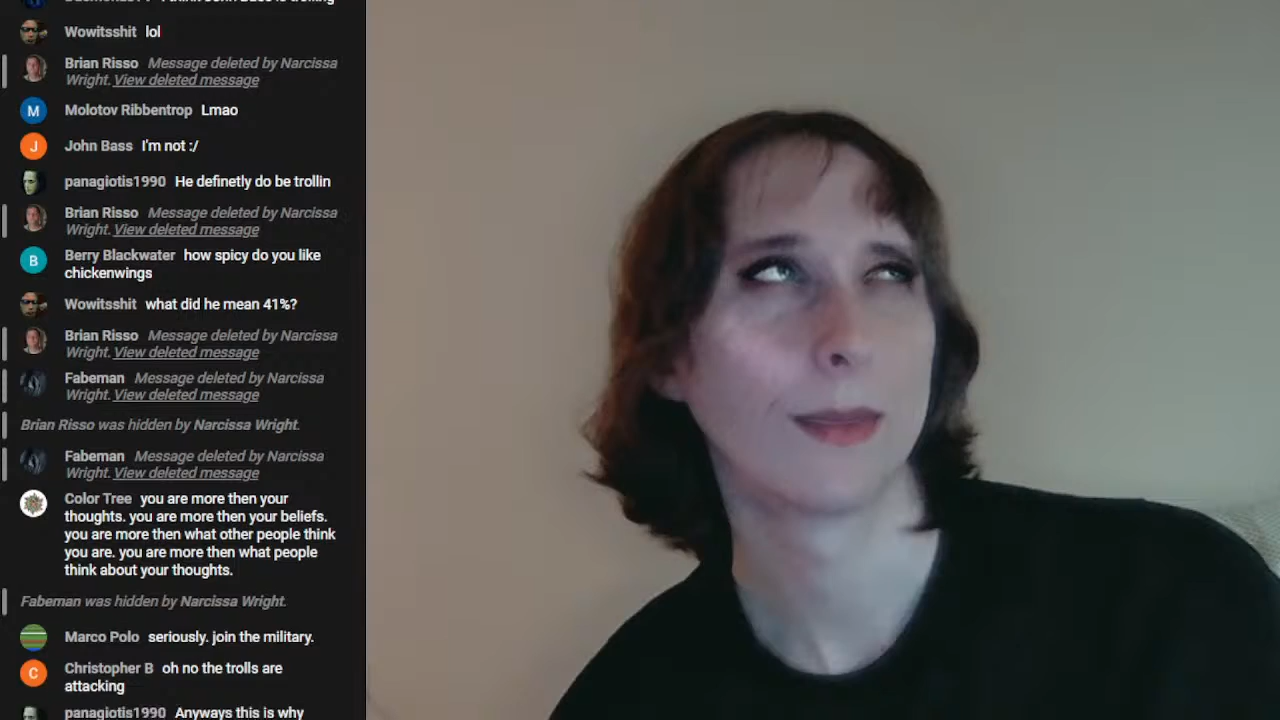 Wowitsshit lol
Brian Risso Message deleted by Narcissa
Wright. View deleted message
Molotov Ribbentrop Lmao
John Bass I'm not :/
panagiotis1990 He definetly do be trollin
Brian Risso Message deleted by Narcissa
Wright. View deleted message
Berry Blackwater how spicy do you like
chickenwings
Wowitsshit what did he mean 41%?
Brian Risso Message deleted by Narcissa
Wright. View deleted message
Fabeman Message deleted by Narcissa
Wright. View deleted message
Brian Risso was hidden by Narcissa Wright.
Fabeman Message deleted by Narcissa
Wright. View deleted message
Color Tree you are more then your
thoughts. you are more then your beliefs.
you are more then what other people think
you are. you are more then what people
think about your thoughts.
Fabeman was hidden by Narcissa Wright.
Marco Polo seriously. join the military.
Christopher B oh no the trolls are
attacking
panagiotis1990 Anyways this is why
M
J
B
C